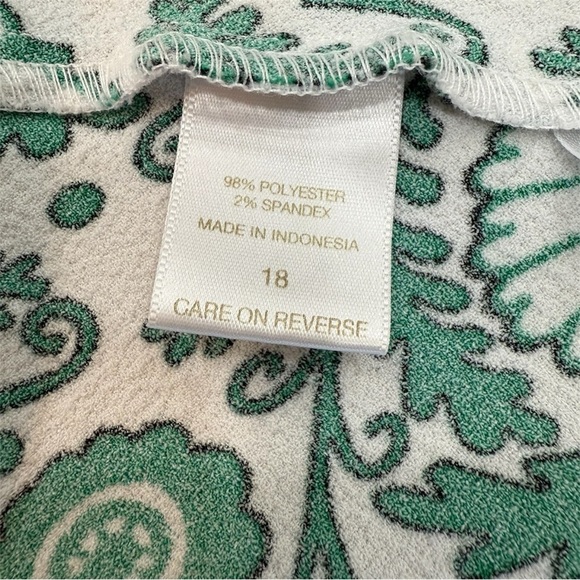 98% POLYESTER
2% SPANDEX
MADE IN INDONESIA
18
CARE ON REVERSE